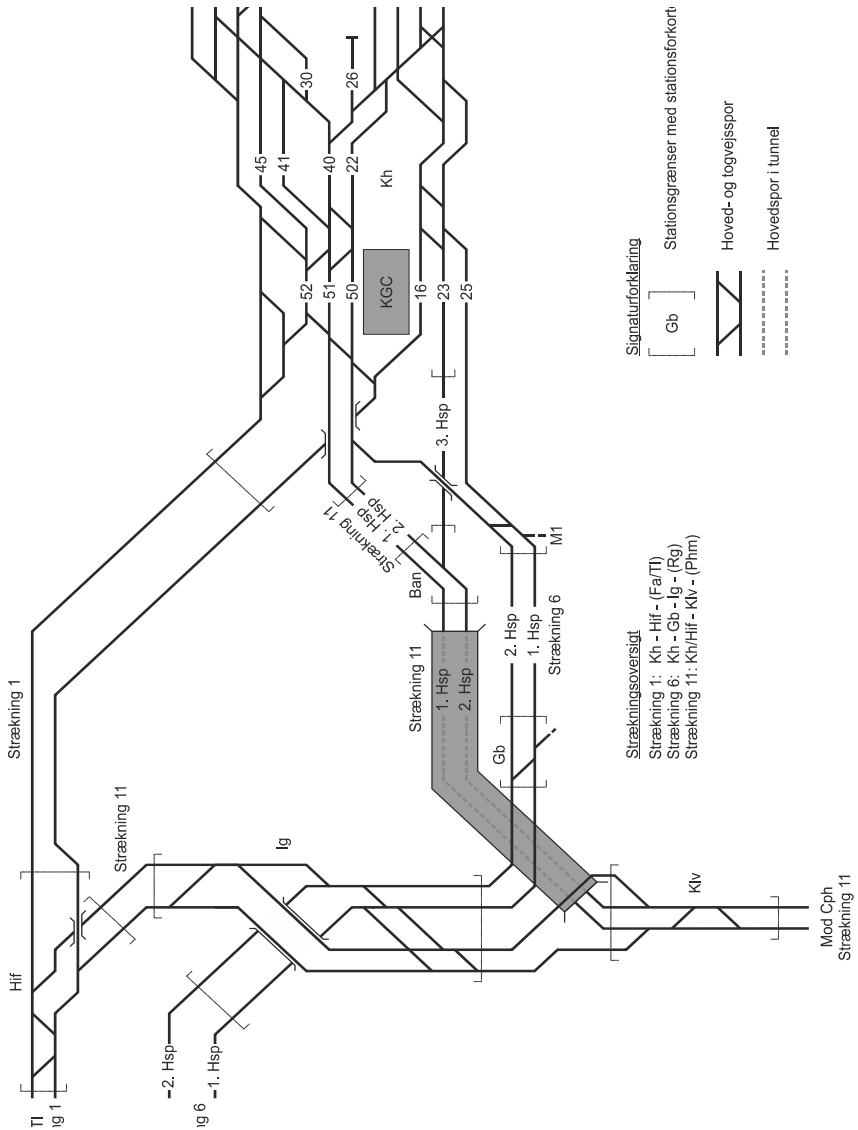 30
26
45
41
40
22
Kh
52
51
50
KGC
16
23
25
3. Hsp
Strækning 11
1. Hsp
2. Hsp
Ban
M1
2. Hsp
1. Hsp
Strækning 6
Strækning 11
1. Hsp
2. Hsp
Gb
Strækning 1
Hif
Strækning 11
Ig
2. Hsp
1. Hsp
Tl
ng 1
ng 6
Klv
Mod Cph
Strækning 11
Signaturforklaring
Gb
Stationsgrænser med stationsforkort
Hoved- og togvejsspor
Hovedspor i tunnel
Strækningsoversigt
Strækning 1: Kh - Hif - (Fa/Tl)
Strækning 6: Kh - Gb - Ig - (Rg)
Strækning 11: Kh/Hif - Klv - (Phm)